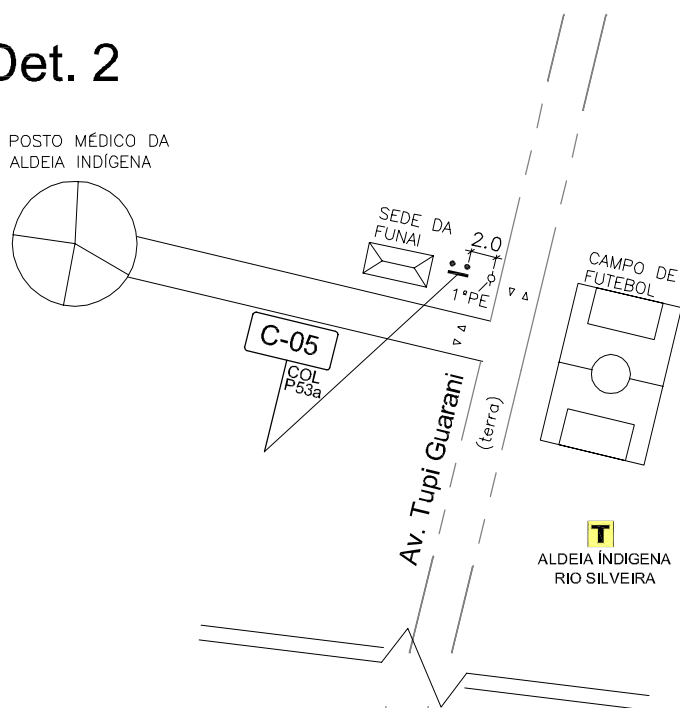 Det. 2
POSTO MÉDICO DA
ALDEIA INDÍGENA
SEDE DA
FUNAI
2.0
1°PE
CAMPO DE
FUTEBOL
C-05
COL
P53a
Av. Tupi Guarani
(terra)
T
ALDEIA ÍNDIGENA
RIO SILVEIRA